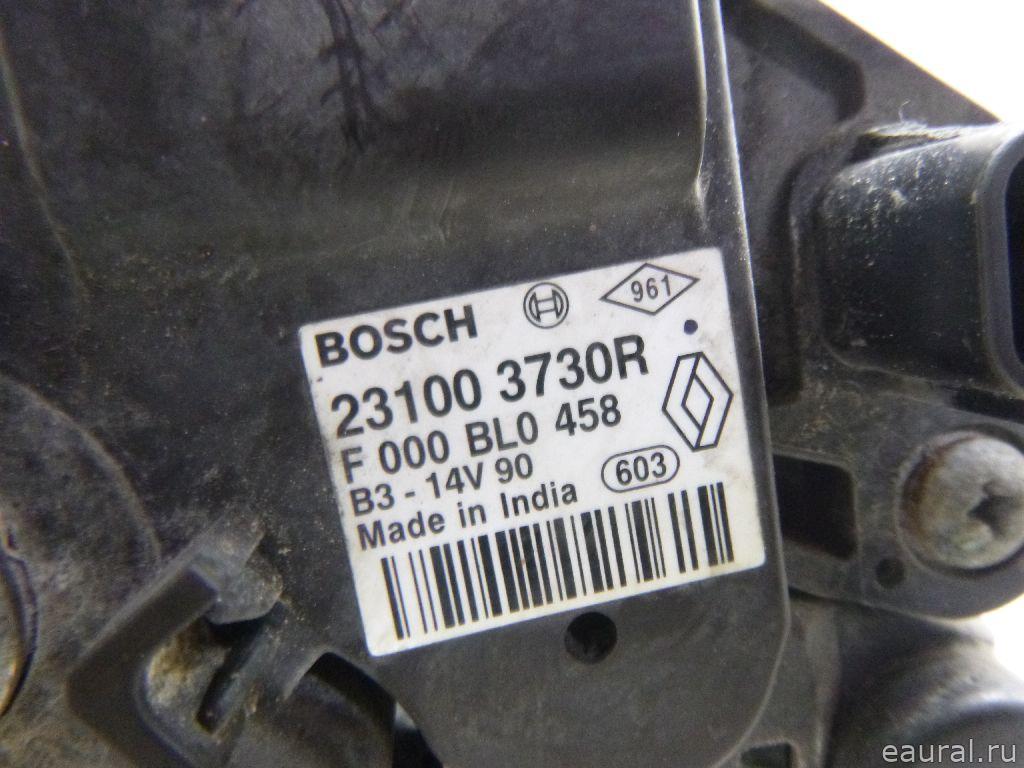 BOSCH
961
23100 3730R
F 000 BL0 458
B3 - 14V 90
603
Made in India
eaural.ru